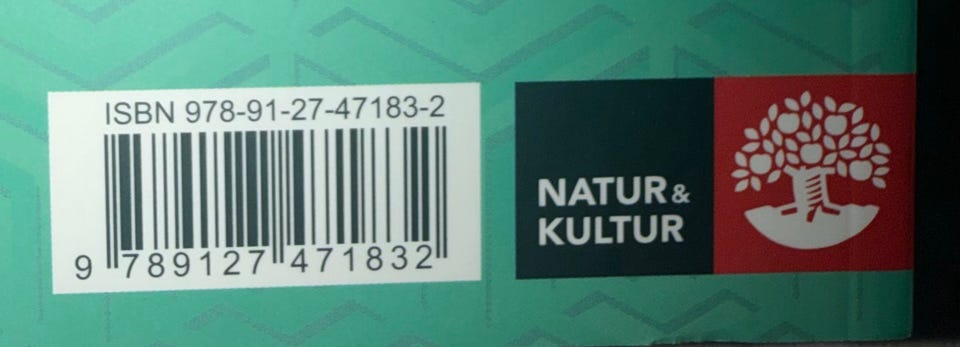 ISBN 978-91-27-47183-2
9 789127 471832
NATUR &
KULTUR